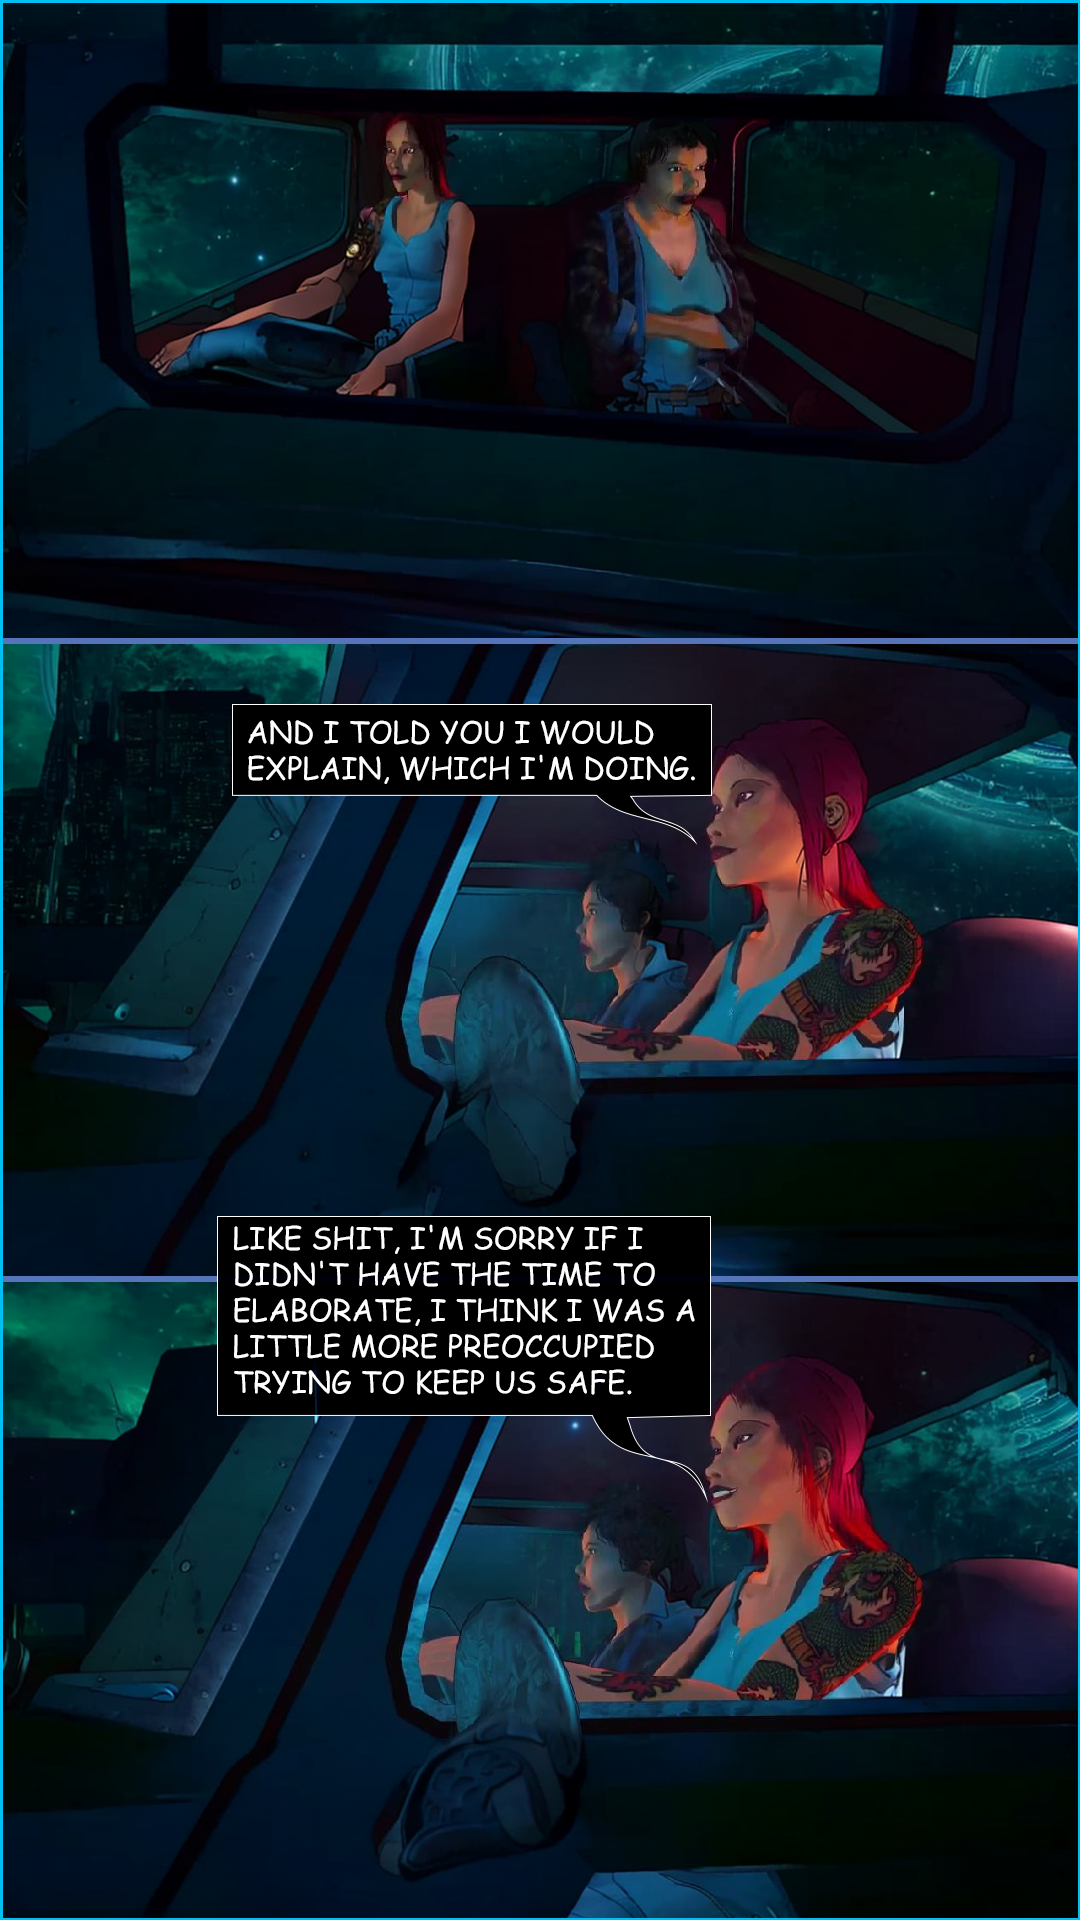 AND I TOLD YOU I WOULD
EXPLAIN, WHICH I'M DOING.
LIKE SHIT, I'M SORRY IF I
DIDN'T HAVE THE TIME TO
ELABORATE, I THINK I WAS A
LITTLE MORE PREOCCUPIED
TRYING TO KEEP US SAFE.